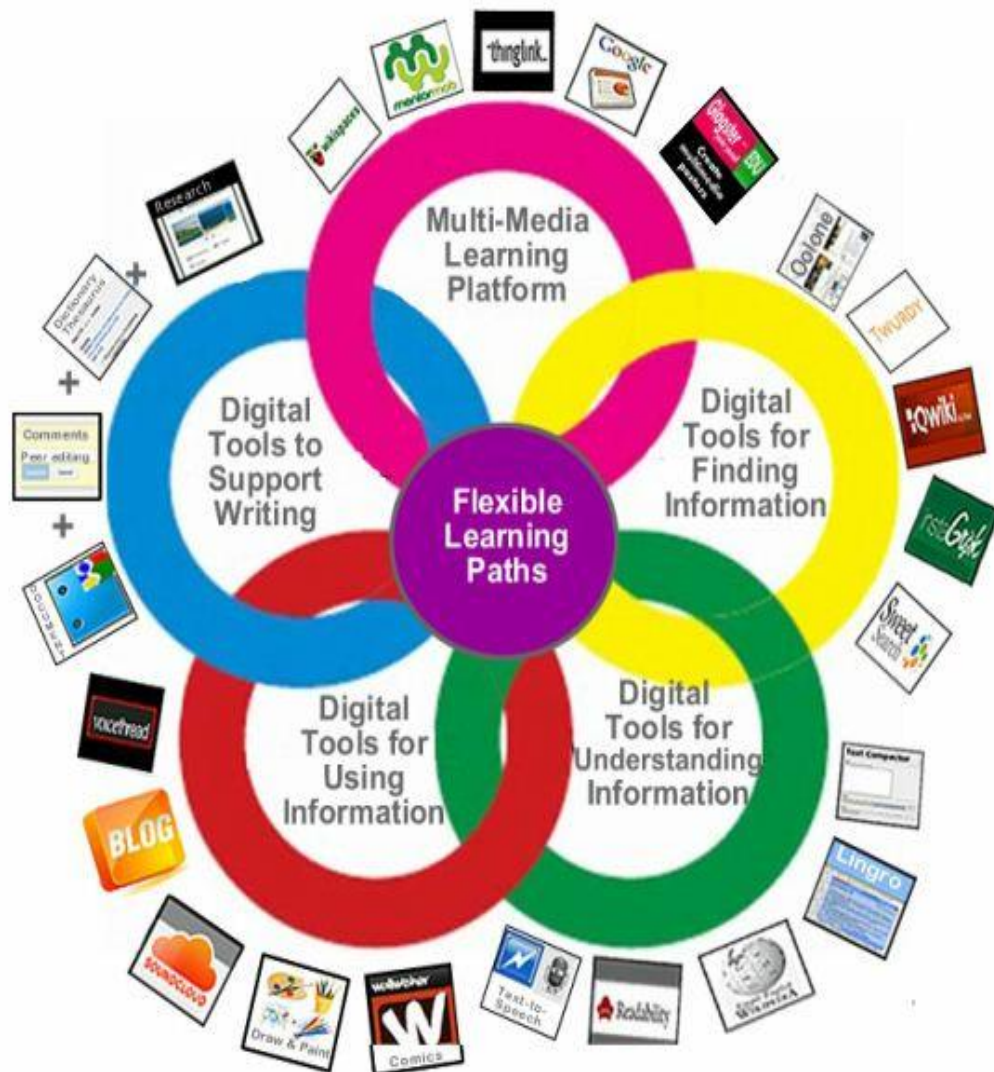 wikispaces
mentormob
thinglink...
Google
Glogster
EDU
Create
multimedia
posters
Oolone
TWURDY
Qwiki
instaGrok
Sweet
Search
Text Compactor
Lingro
WIKIPEDIA
Readability
Text-to-
Speech
W
Comics
Draw & Paint
SOUNDCLOUD
BLOG
voicethread
Comments
Peer editing
Dictionary
Thesaurus
Research
+
+
+
Multi-Media
Learning
Platform
Digital
Tools to
Support
Writing
Digital
Tools for
Finding
Information
Flexible
Learning
Paths
Digital
Tools for
Using
Information
Digital
Tools for
Understanding
Information